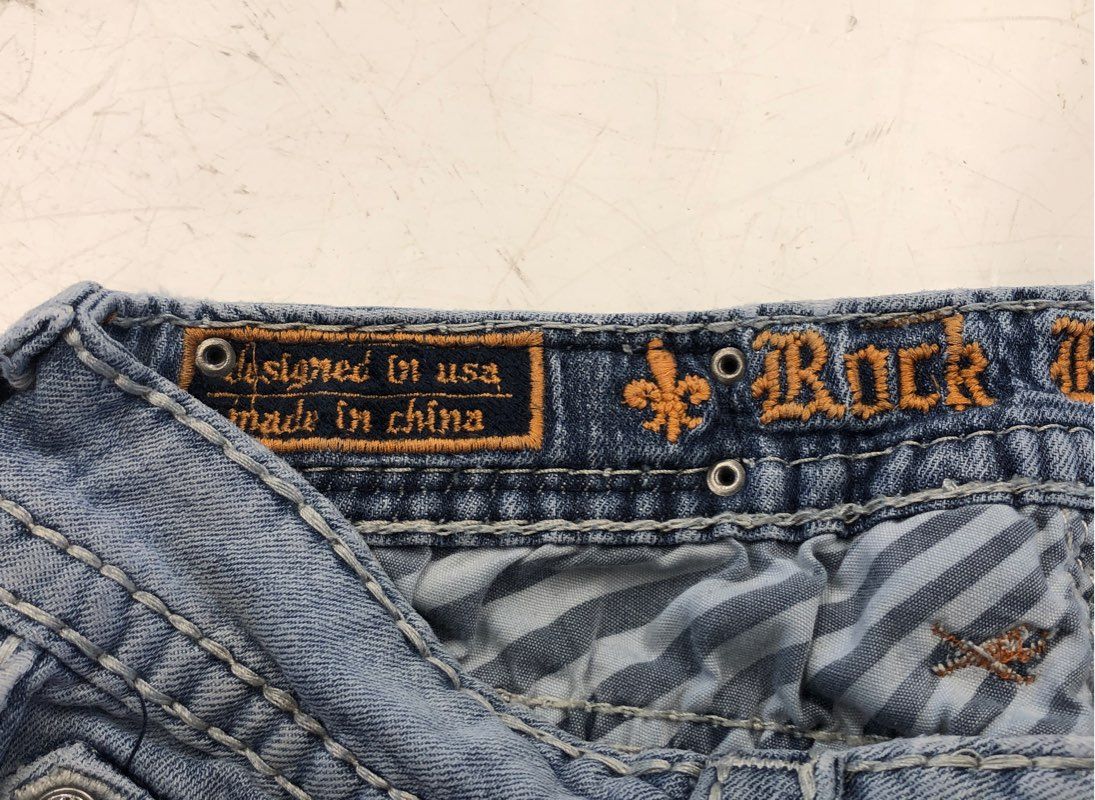 designed in usa
made in china
Rock